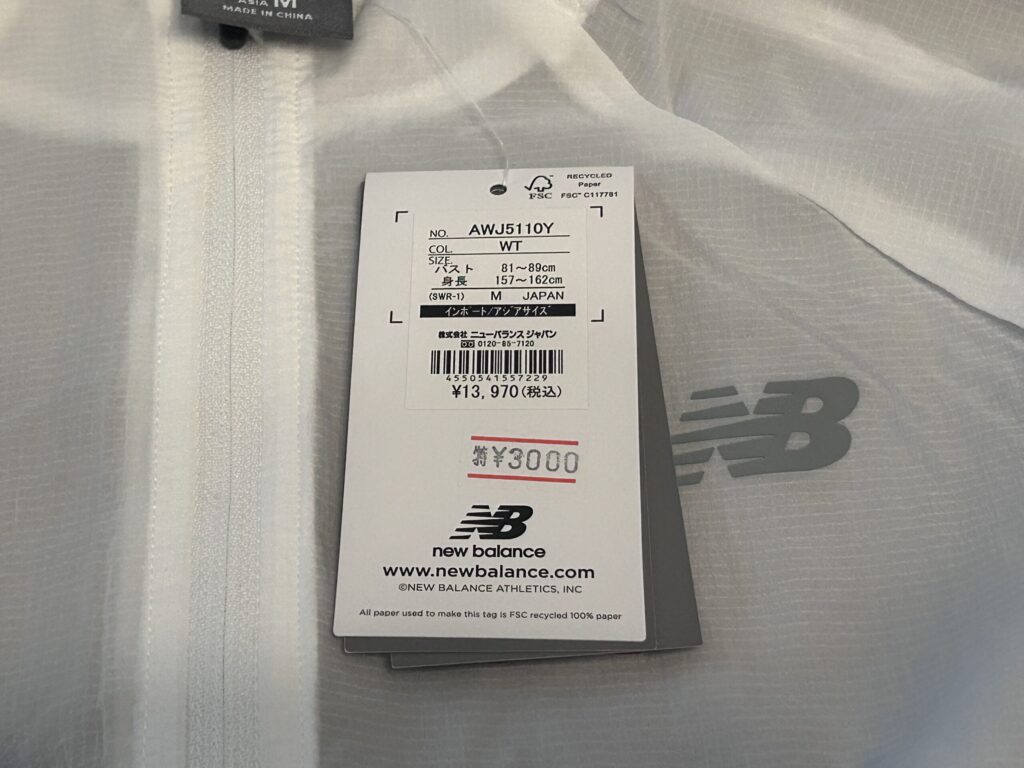 ASIA M
MADE IN CHINA
RECYCLED
Paper
FSC™ C117781
FSC
NO. AWJ5110Y
COL. WT
SIZE.
バスト 81～89cm
身長 157～162cm
(SWR-1) M JAPAN
インポート/アジアサイズ
株式会社 ニューバランス ジャパン
0120-85-7120
4550541557229
¥13,970(税込)
特¥3000
NB
new balance
www.newbalance.com
©NEW BALANCE ATHLETICS, INC
All paper used to make this tag is FSC recycled 100% paper
NB